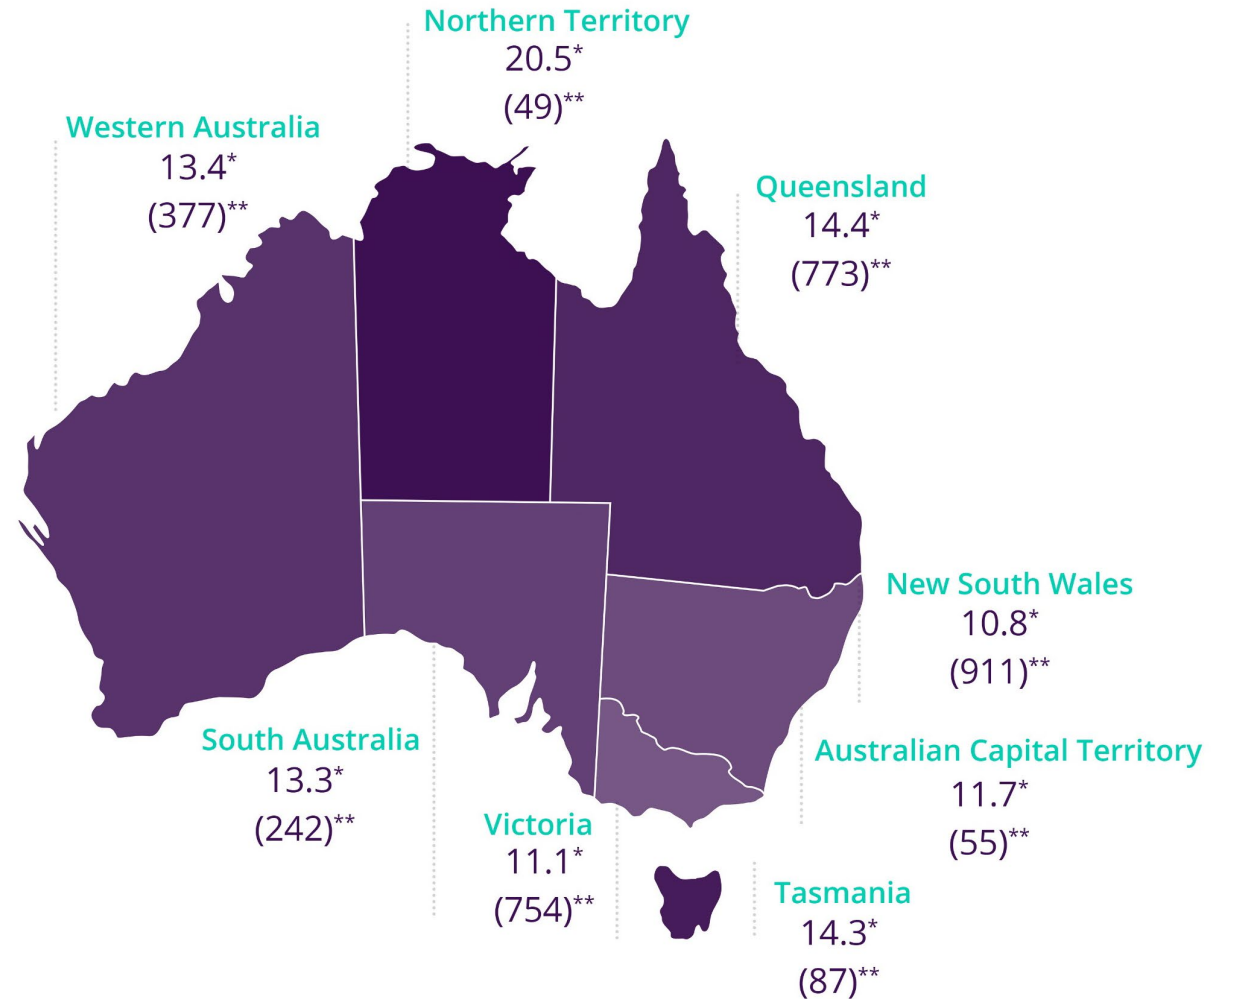 Northern Territory
20.5*
(49)**
Western Australia
13.4*
(377)**
Queensland
14.4*
(773)**
New South Wales
10.8*
(911)**
South Australia
13.3*
(242)**
Australian Capital Territory
11.7*
(55)**
Victoria
11.1*
(754)**
Tasmania
14.3*
(87)**